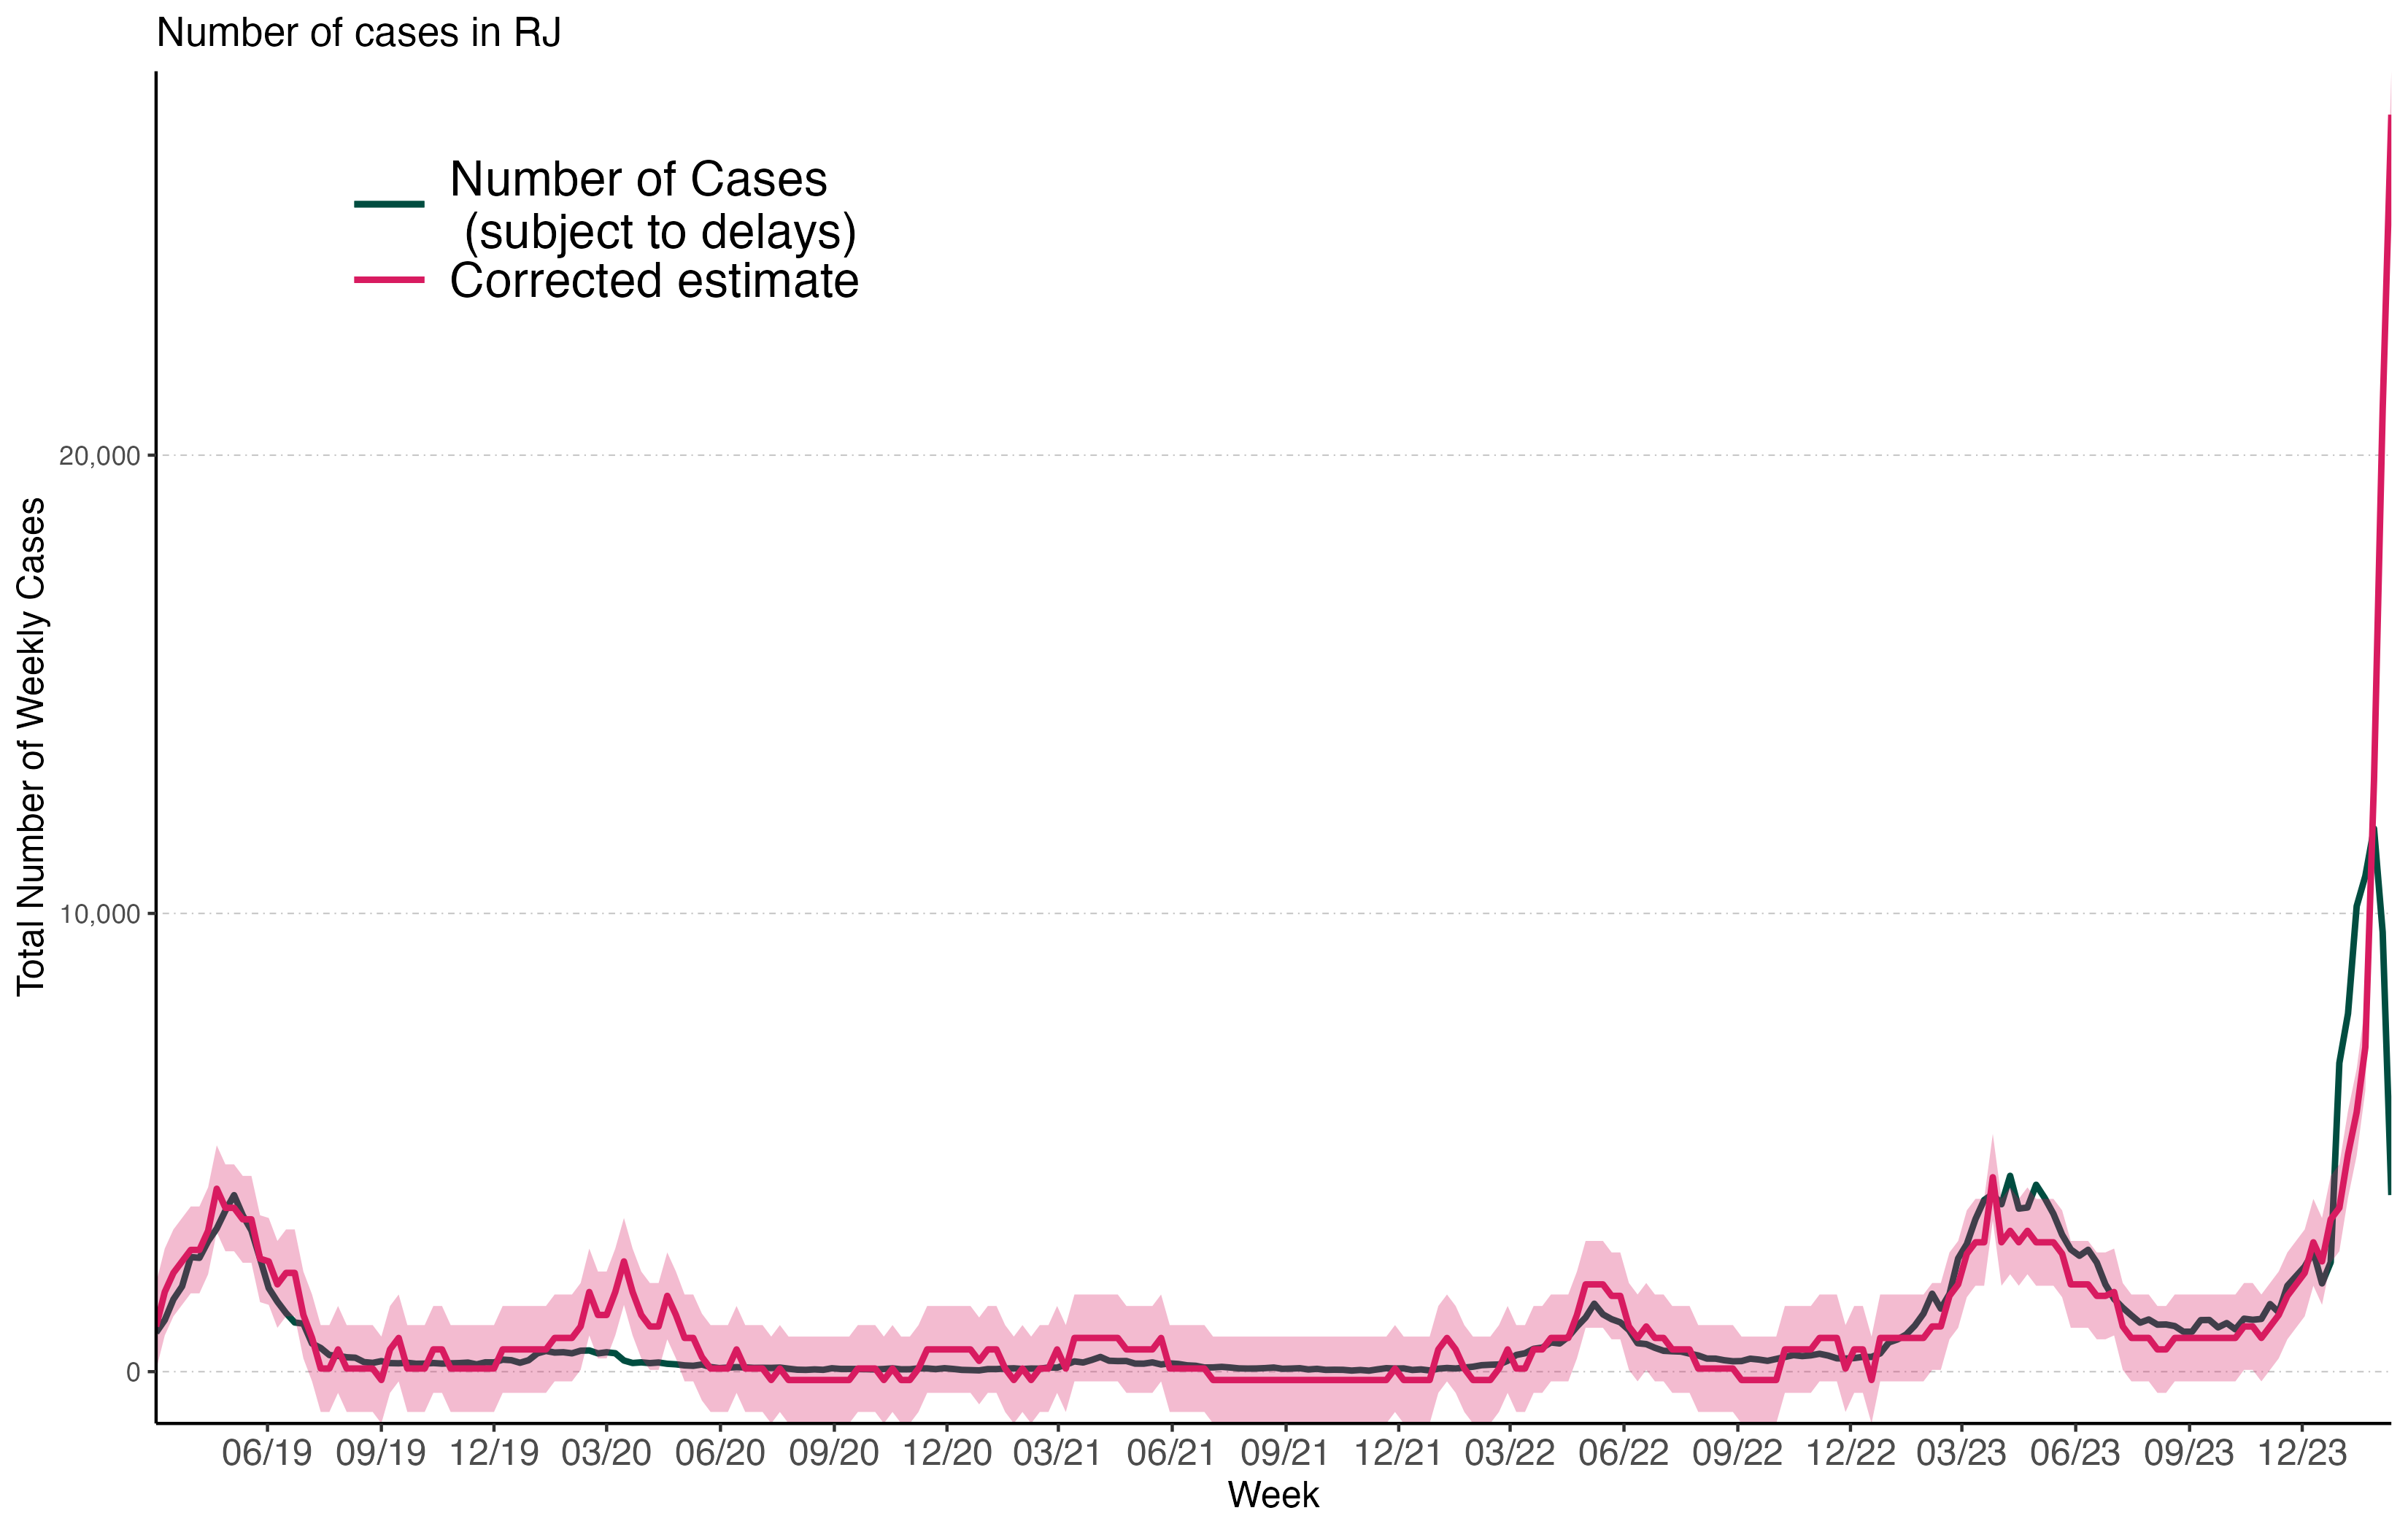 Number of cases in RJ
Number of Cases
(subject to delays)
Corrected estimate
Total Number of Weekly Cases
20,000
10,000
0
06/19 09/19 12/19 03/20 06/20 09/20 12/20 03/21 06/21 09/21 12/21 03/22 06/22 09/22 12/22 03/23 06/23 09/23 12/23
Week